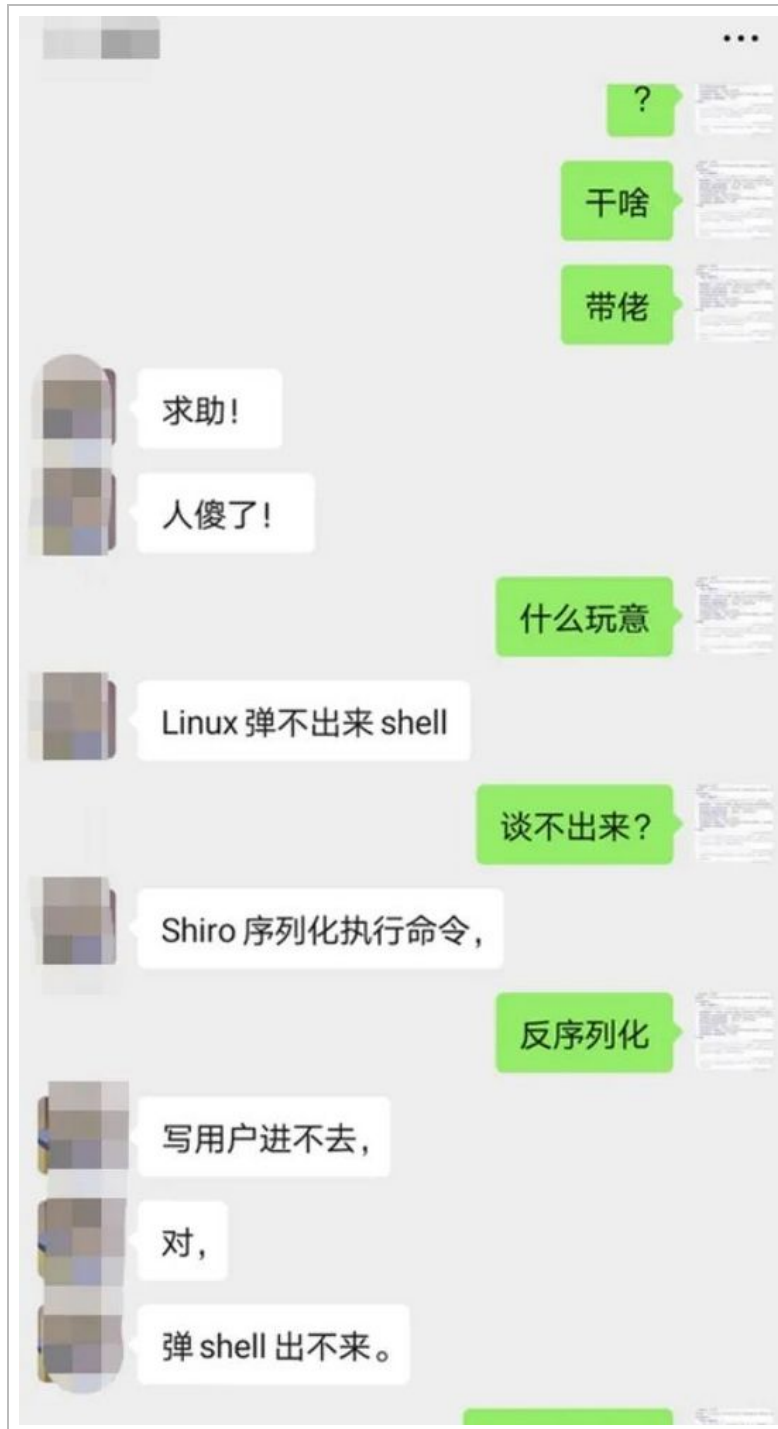 ?
干啥
带佬
求助!
人傻了!
什么玩意
Linux 弹不出来 shell
谈不出来?
Shiro 序列化执行命令,
反序列化
写用户进不去,
对,
弹 shell 出不来。